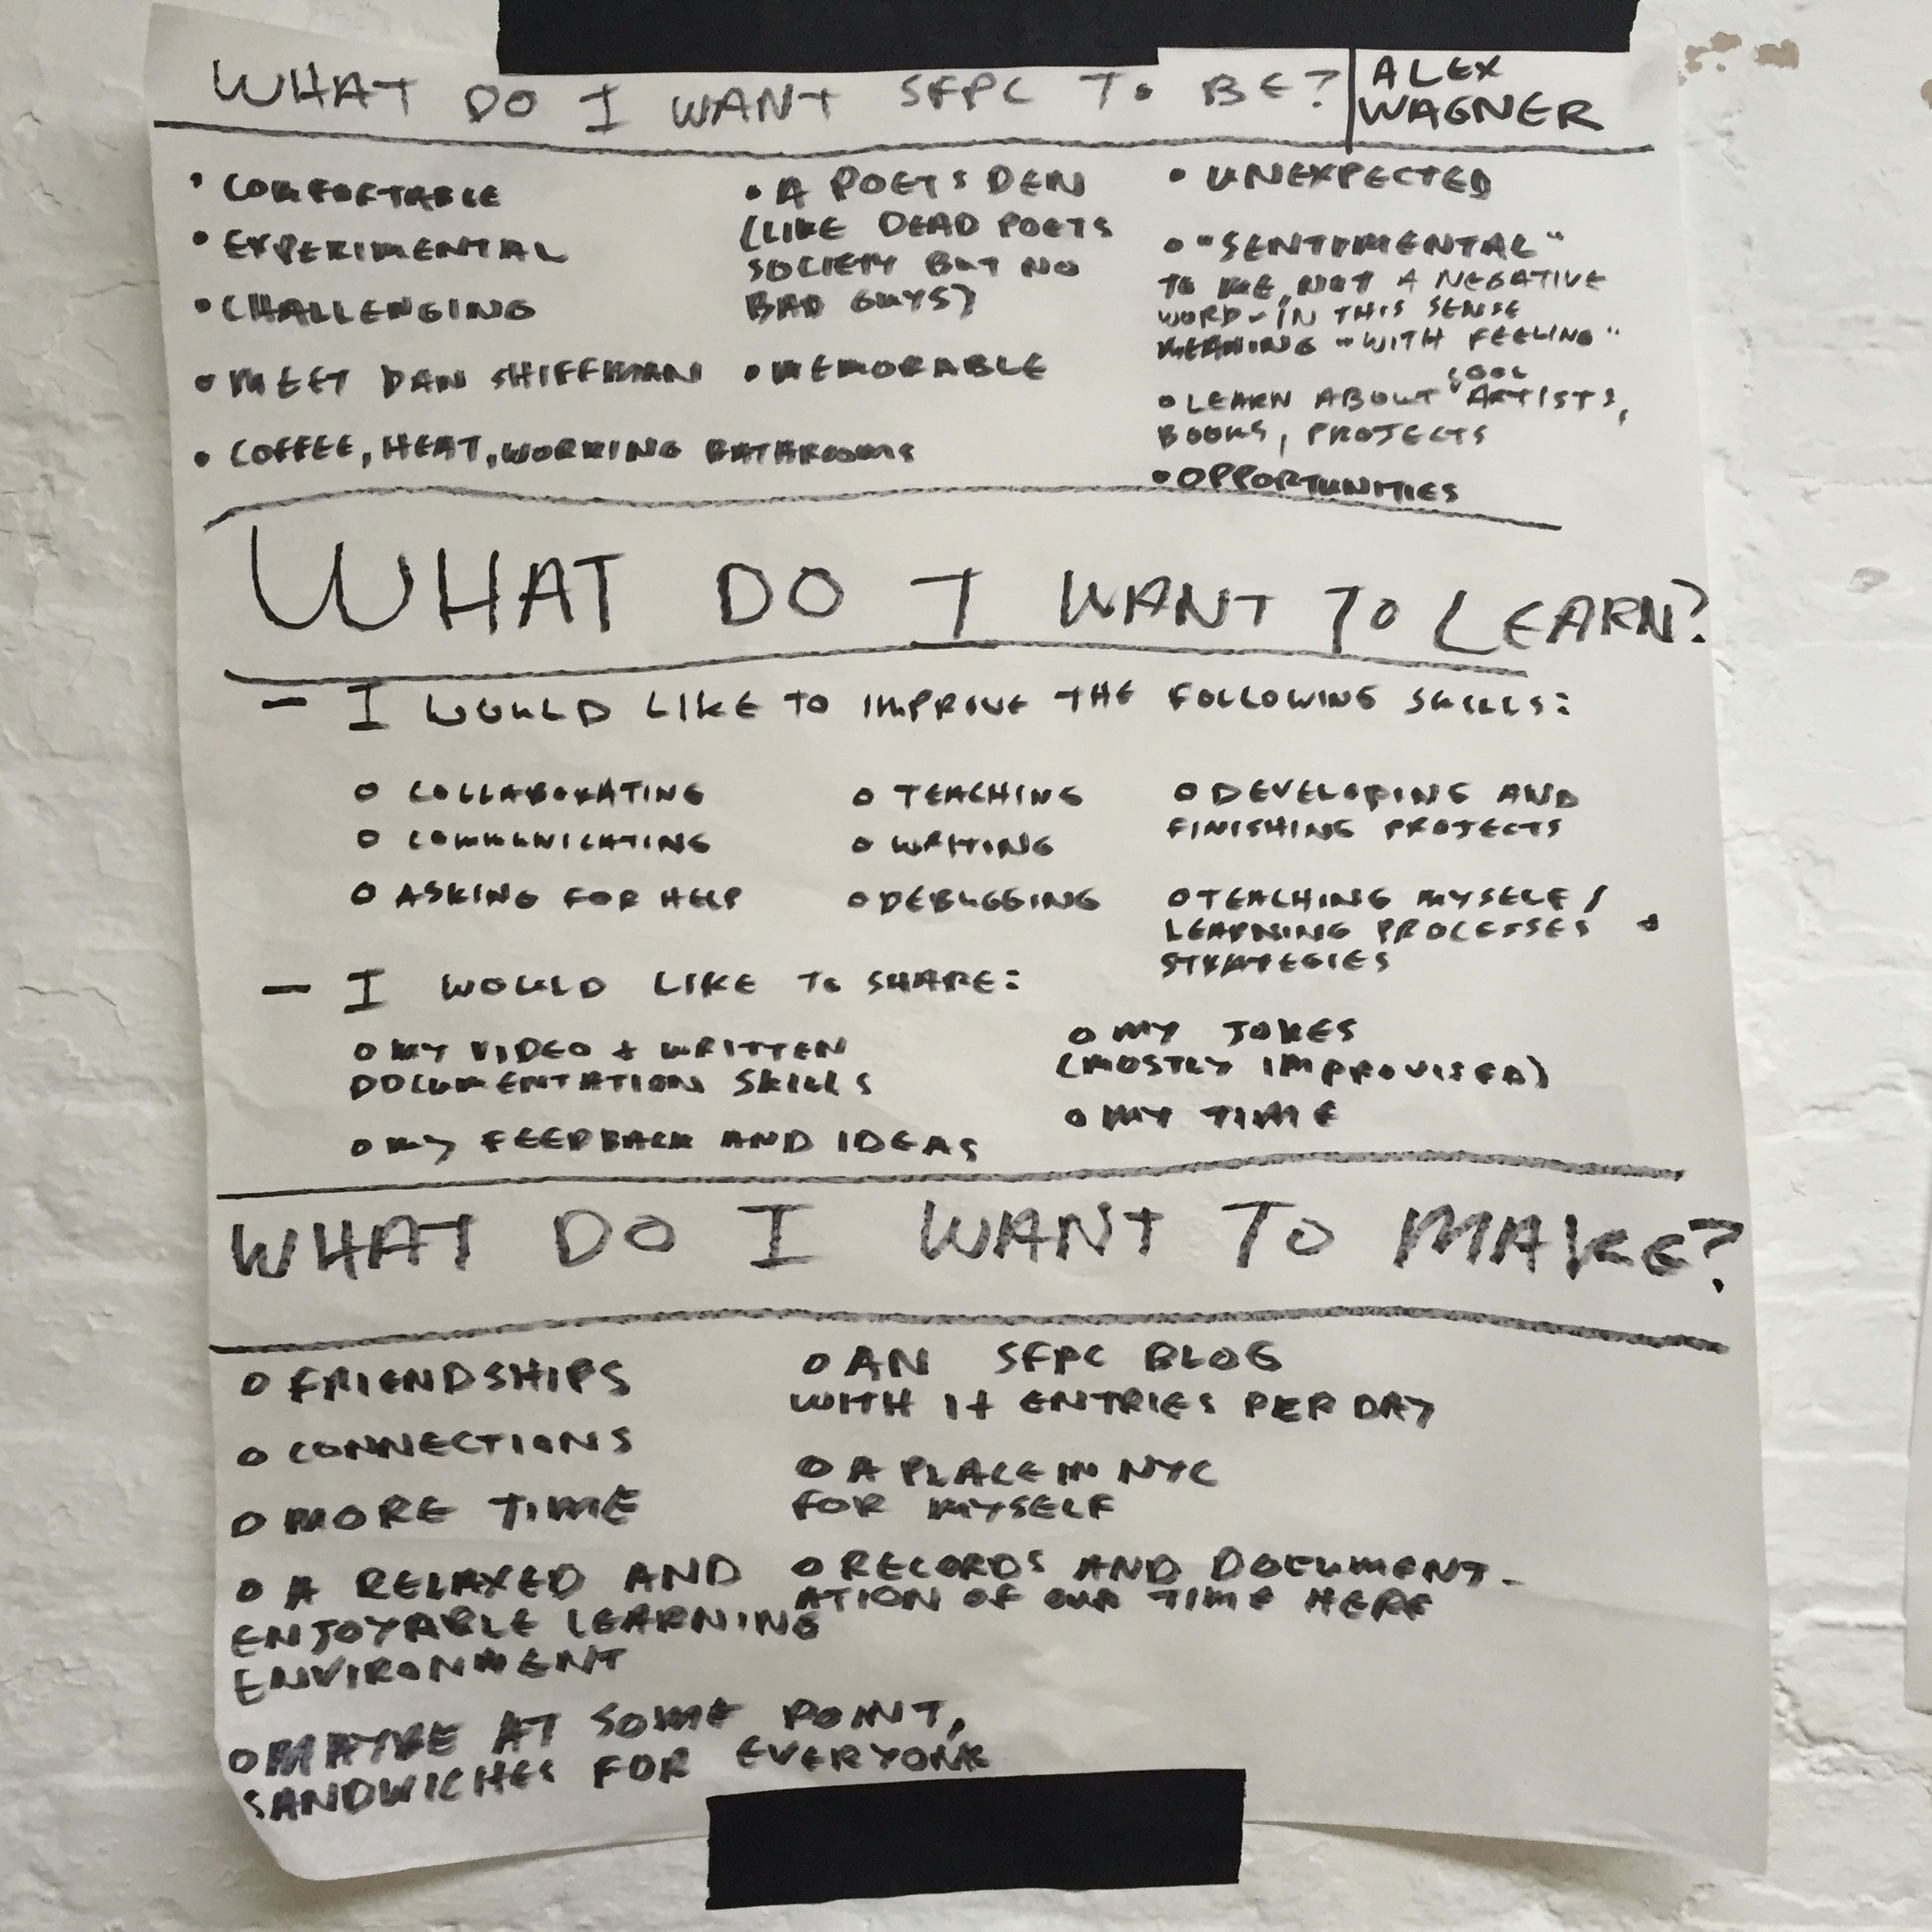 WHAT DO I WANT SFPC TO BE?
ALEX
WAGNER
• COMFORTABLE
• EXPERIMENTAL
• CHALLENGING
• MEET DAN SHIFFMAN
• COFFEE, HEAT, WORKING BATHROOMS
• A POETS DEN
(LIKE DEAD POETS
SOCIETY BUT NO
BAD GUYS)
• MEMORABLE
• UNEXPECTED
• "SENTIMENTAL"
TO ME, NOT A NEGATIVE
WORD - IN THIS SENSE
MEANING "WITH FEELING"
• LEARN ABOUT COOL ARTISTS,
BOOKS, PROJECTS
• OPPORTUNITIES
WHAT DO I WANT TO LEARN?
- I WOULD LIKE TO IMPROVE THE FOLLOWING SKILLS:
o COLLABORATING
o COMMUNICATING
o ASKING FOR HELP
o TEACHING
o WRITING
o DEBUGGING
o DEVELOPING AND
FINISHING PROJECTS
o TEACHING MYSELF /
LEARNING PROCESSES +
STRATEGIES
- I WOULD LIKE TO SHARE:
o MY VIDEO + WRITTEN
DOCUMENTATION SKILLS
o MY FEEDBACK AND IDEAS
o MY JOKES
(MOSTLY IMPROVISED)
o MY TIME
WHAT DO I WANT TO MAKE?
o FRIENDSHIPS
o CONNECTIONS
o MORE TIME
o A RELAXED AND
ENJOYABLE LEARNING
ENVIRONMENT
o MAYBE AT SOME POINT,
SANDWICHES FOR EVERYONE
o AN SFPC BLOG
WITH 1+ ENTRIES PER DAY
o A PLACE IN NYC
FOR MYSELF
o RECORDS AND DOCUMENT-
ATION OF OUR TIME HERE